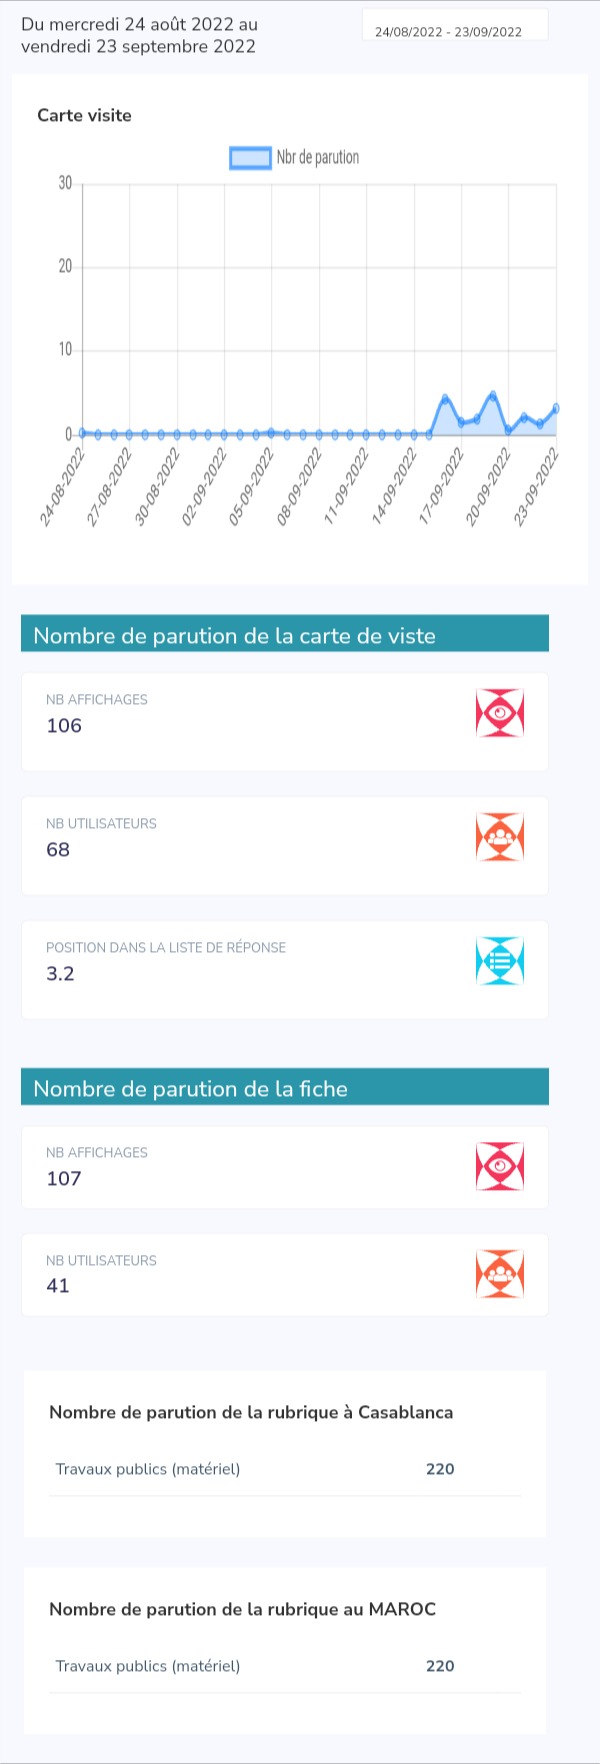 Du mercredi 24 août 2022 au
vendredi 23 septembre 2022
24/08/2022 - 23/09/2022
Carte visite
Nbr de parution
30
20
10
0
24-08-2022
27-08-2022
30-08-2022
02-09-2022
05-09-2022
08-09-2022
11-09-2022
14-09-2022
17-09-2022
20-09-2022
23-09-2022
Nombre de parution de la carte de viste
NB AFFICHAGES
106
NB UTILISATEURS
68
POSITION DANS LA LISTE DE RÉPONSE
3.2
Nombre de parution de la fiche
NB AFFICHAGES
107
NB UTILISATEURS
41
Nombre de parution de la rubrique à Casablanca
Travaux publics (matériel) 220
Nombre de parution de la rubrique au MAROC
Travaux publics (matériel) 220